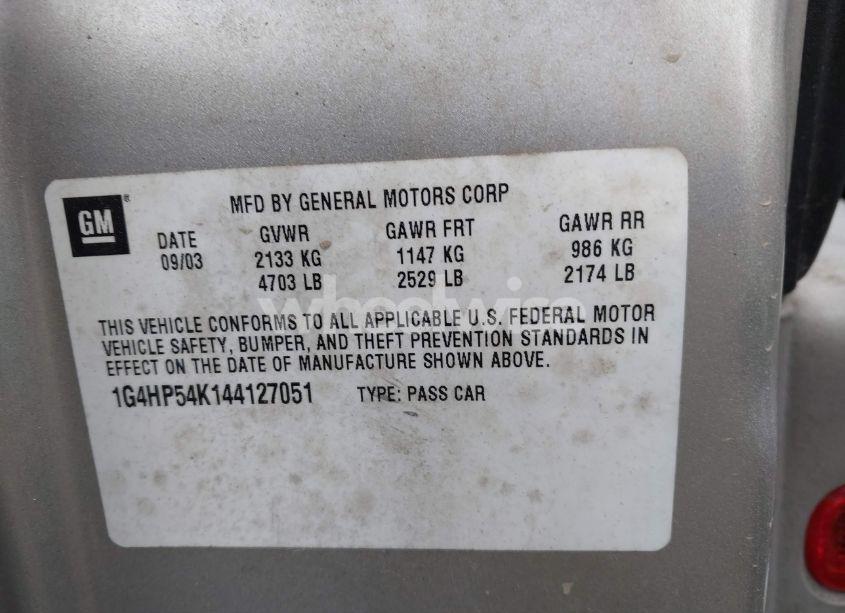 GM
MFD BY GENERAL MOTORS CORP
DATE GVWR GAWR FRT GAWR RR
09/03 2133 KG 1147 KG 986 KG
4703 LB 2529 LB 2174 LB
wheelwise
THIS VEHICLE CONFORMS TO ALL APPLICABLE U.S. FEDERAL MOTOR
VEHICLE SAFETY, BUMPER, AND THEFT PREVENTION STANDARDS IN
EFFECT ON THE DATE OF MANUFACTURE SHOWN ABOVE.
1G4HP54K144127051 TYPE: PASS CAR